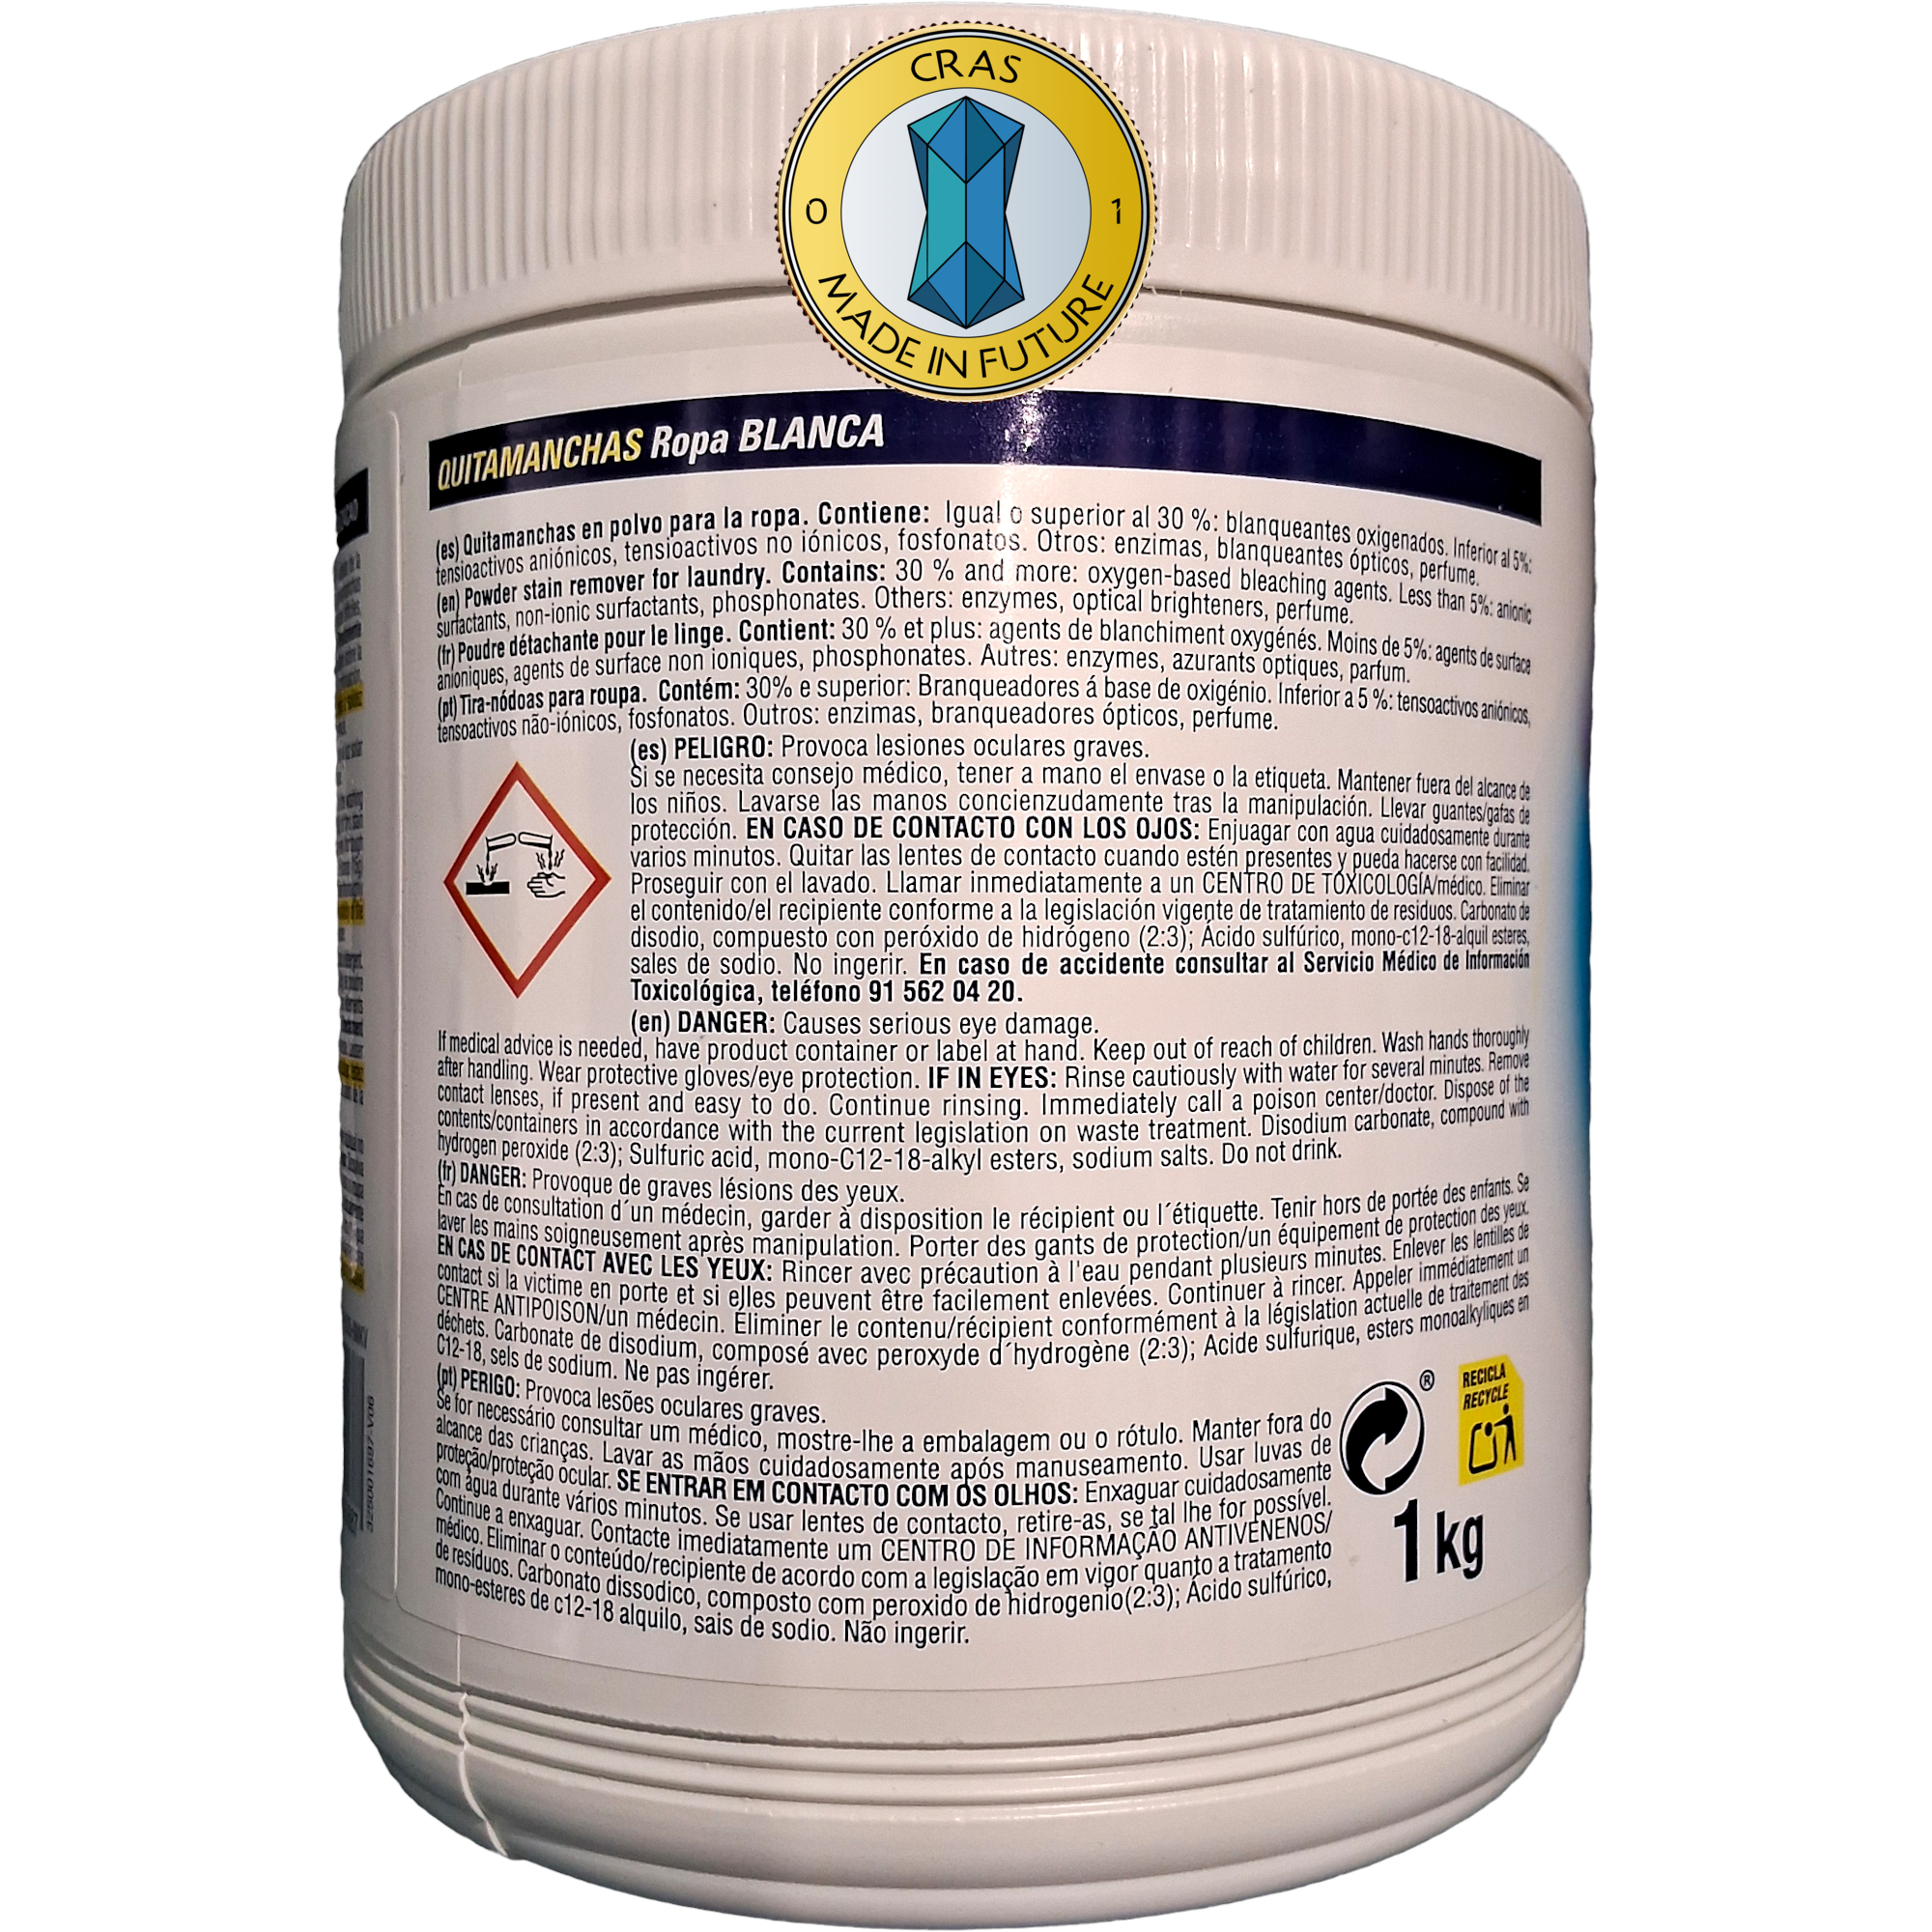 CRAS
0 1
MADE IN FUTURE
QUITAMANCHAS Ropa BLANCA
(es) Quitamanchas en polvo para la ropa. Contiene: Igual o superior al 30 %: blanqueantes oxigenados. Inferior al 5%:
tensioactivos aniónicos, tensioactivos no iónicos, fosfonatos. Otros: enzimas, blanqueantes ópticos, perfume.
(en) Powder stain remover for laundry. Contains: 30 % and more: oxygen-based bleaching agents. Less than 5%: anionic
surfactants, non-ionic surfactants, phosphonates. Others: enzymes, optical brighteners, perfume.
(fr) Poudre détachante pour le linge. Contient: 30 % et plus: agents de blanchiment oxygénés. Moins de 5%: agents de surface
anioniques, agents de surface non ioniques, phosphonates. Autres: enzymes, azurants optiques, parfum.
(pt) Tira-nódoas para roupa. Contém: 30% e superior: Branqueadores á base de oxigénio. Inferior a 5 %: tensoactivos aniónicos,
tensoactivos não-iónicos, fosfonatos. Outros: enzimas, branqueadores ópticos, perfume.
(es) PELIGRO: Provoca lesiones oculares graves.
Si se necesita consejo médico, tener a mano el envase o la etiqueta. Mantener fuera del alcance de
los niños. Lavarse las manos concienzudamente tras la manipulación. Llevar guantes/gafas de
protección. EN CASO DE CONTACTO CON LOS OJOS: Enjuagar con agua cuidadosamente durante
varios minutos. Quitar las lentes de contacto cuando estén presentes y pueda hacerse con facilidad.
Proseguir con el lavado. Llamar inmediatamente a un CENTRO DE TOXICOLOGÍA/médico. Eliminar
el contenido/el recipiente conforme a la legislación vigente de tratamiento de residuos. Carbonato de
disodio, compuesto con peróxido de hidrógeno (2:3); Ácido sulfúrico, mono-c12-18-alquil esteres,
sales de sodio. No ingerir. En caso de accidente consultar al Servicio Médico de Información
Toxicológica, teléfono 91 562 04 20.
(en) DANGER: Causes serious eye damage.
If medical advice is needed, have product container or label at hand. Keep out of reach of children. Wash hands thoroughly
after handling. Wear protective gloves/eye protection. IF IN EYES: Rinse cautiously with water for several minutes. Remove
contact lenses, if present and easy to do. Continue rinsing. Immediately call a poison center/doctor. Dispose of the
contents/containers in accordance with the current legislation on waste treatment. Disodium carbonate, compound with
hydrogen peroxide (2:3); Sulfuric acid, mono-C12-18-alkyl esters, sodium salts. Do not drink.
(fr) DANGER: Provoque de graves lésions des yeux.
En cas de consultation d´un médecin, garder à disposition le récipient ou l´étiquette. Tenir hors de portée des enfants. Se
laver les mains soigneusement après manipulation. Porter des gants de protection/un équipement de protection des yeux.
EN CAS DE CONTACT AVEC LES YEUX: Rincer avec précaution à l'eau pendant plusieurs minutes. Enlever les lentilles de
contact si la victime en porte et si elles peuvent être facilement enlevées. Continuer à rincer. Appeler immédiatement un
CENTRE ANTIPOISON/un médecin. Éliminer le contenu/récipient conformément à la législation actuelle de traitement des
déchets. Carbonate de disodium, composé avec peroxyde d´hydrogène (2:3); Acide sulfurique, esters monoalkyliques en
C12-18, sels de sodium. Ne pas ingérer.
(pt) PERIGO: Provoca lesões oculares graves.
Se for necessário consultar um médico, mostre-lhe a embalagem ou o rótulo. Manter fora do
alcance das crianças. Lavar as mãos cuidadosamente após manuseamento. Usar luvas de
proteção/proteção ocular. SE ENTRAR EM CONTACTO COM OS OLHOS: Enxaguar cuidadosamente
com água durante vários minutos. Se usar lentes de contacto, retire-as, se tal lhe for possível.
Continue a enxaguar. Contacte imediatamente um CENTRO DE INFORMAÇÃO ANTIVENENOS/
médico. Eliminar o conteúdo/recipiente de acordo com a legislação em vigor quanto a tratamento
de resíduos. Carbonato dissodico, composto com peroxido de hidrogenio(2:3); Ácido sulfúrico,
mono-esteres de c12-18 alquilo, sais de sodio. Não ingerir.
®
RECICLA
RECYCLE
1 kg
325001697-V06